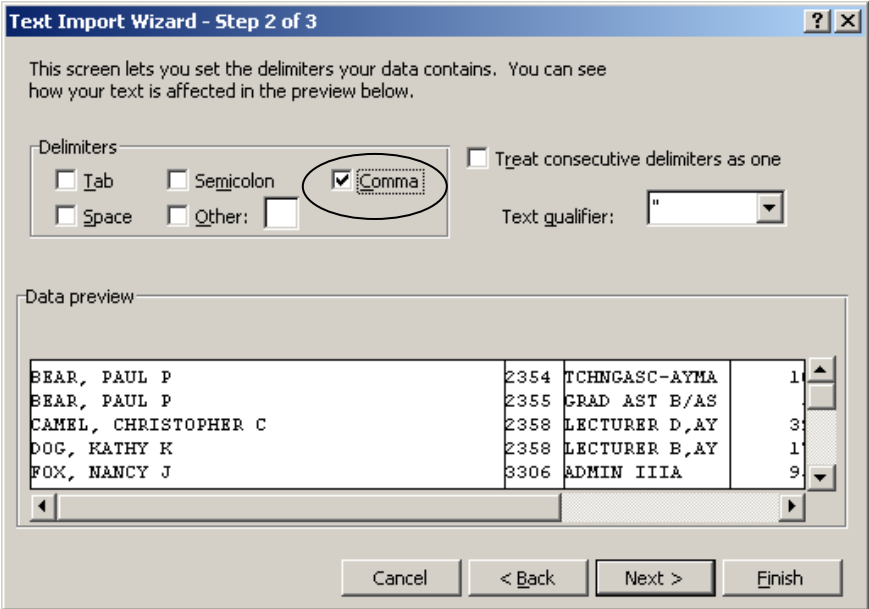 Text Import Wizard - Step 2 of 3
This screen lets you set the delimiters your data contains. You can see
how your text is affected in the preview below.
Delimiters
Tab Semicolon Comma
Space Other:
Treat consecutive delimiters as one
Text qualifier: "
Data preview
BEAR, PAUL P 2354 TCHNGASC-AYMA
BEAR, PAUL P 2355 GRAD AST B/AS
CAMEL, CHRISTOPHER C 2358 LECTURER D,AY
DOG, KATHY K 2358 LECTURER B,AY
FOX, NANCY J 3306 ADMIN IIIA
Cancel < Back Next > Finish